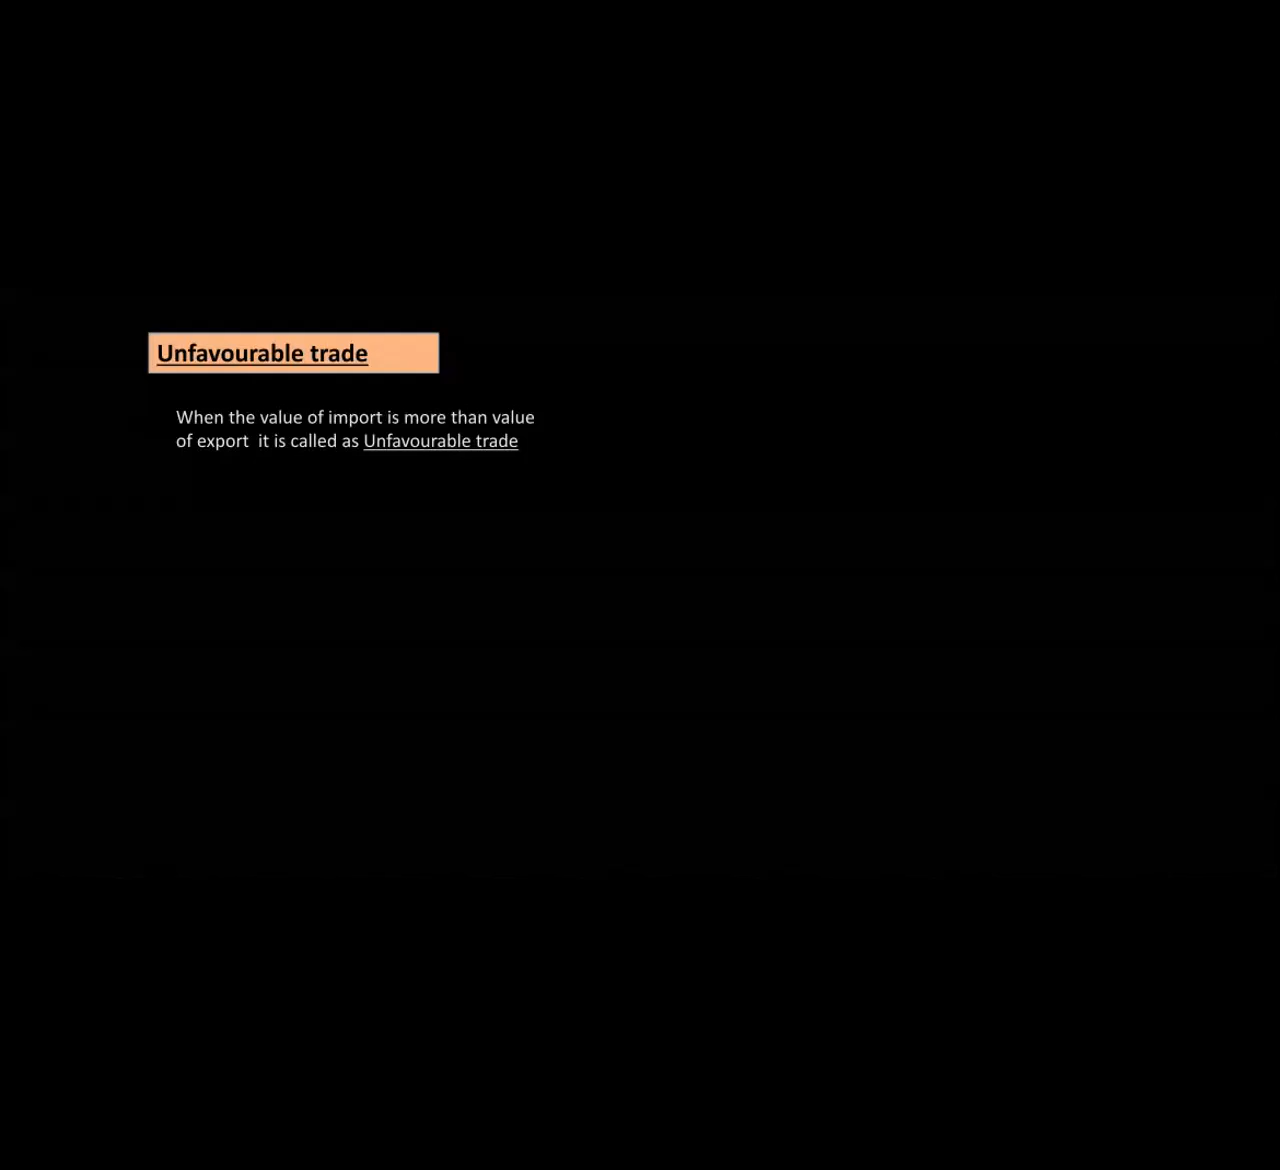 Unfavourable trade
When the value of import is more than value
of export  it is called as Unfavourable trade